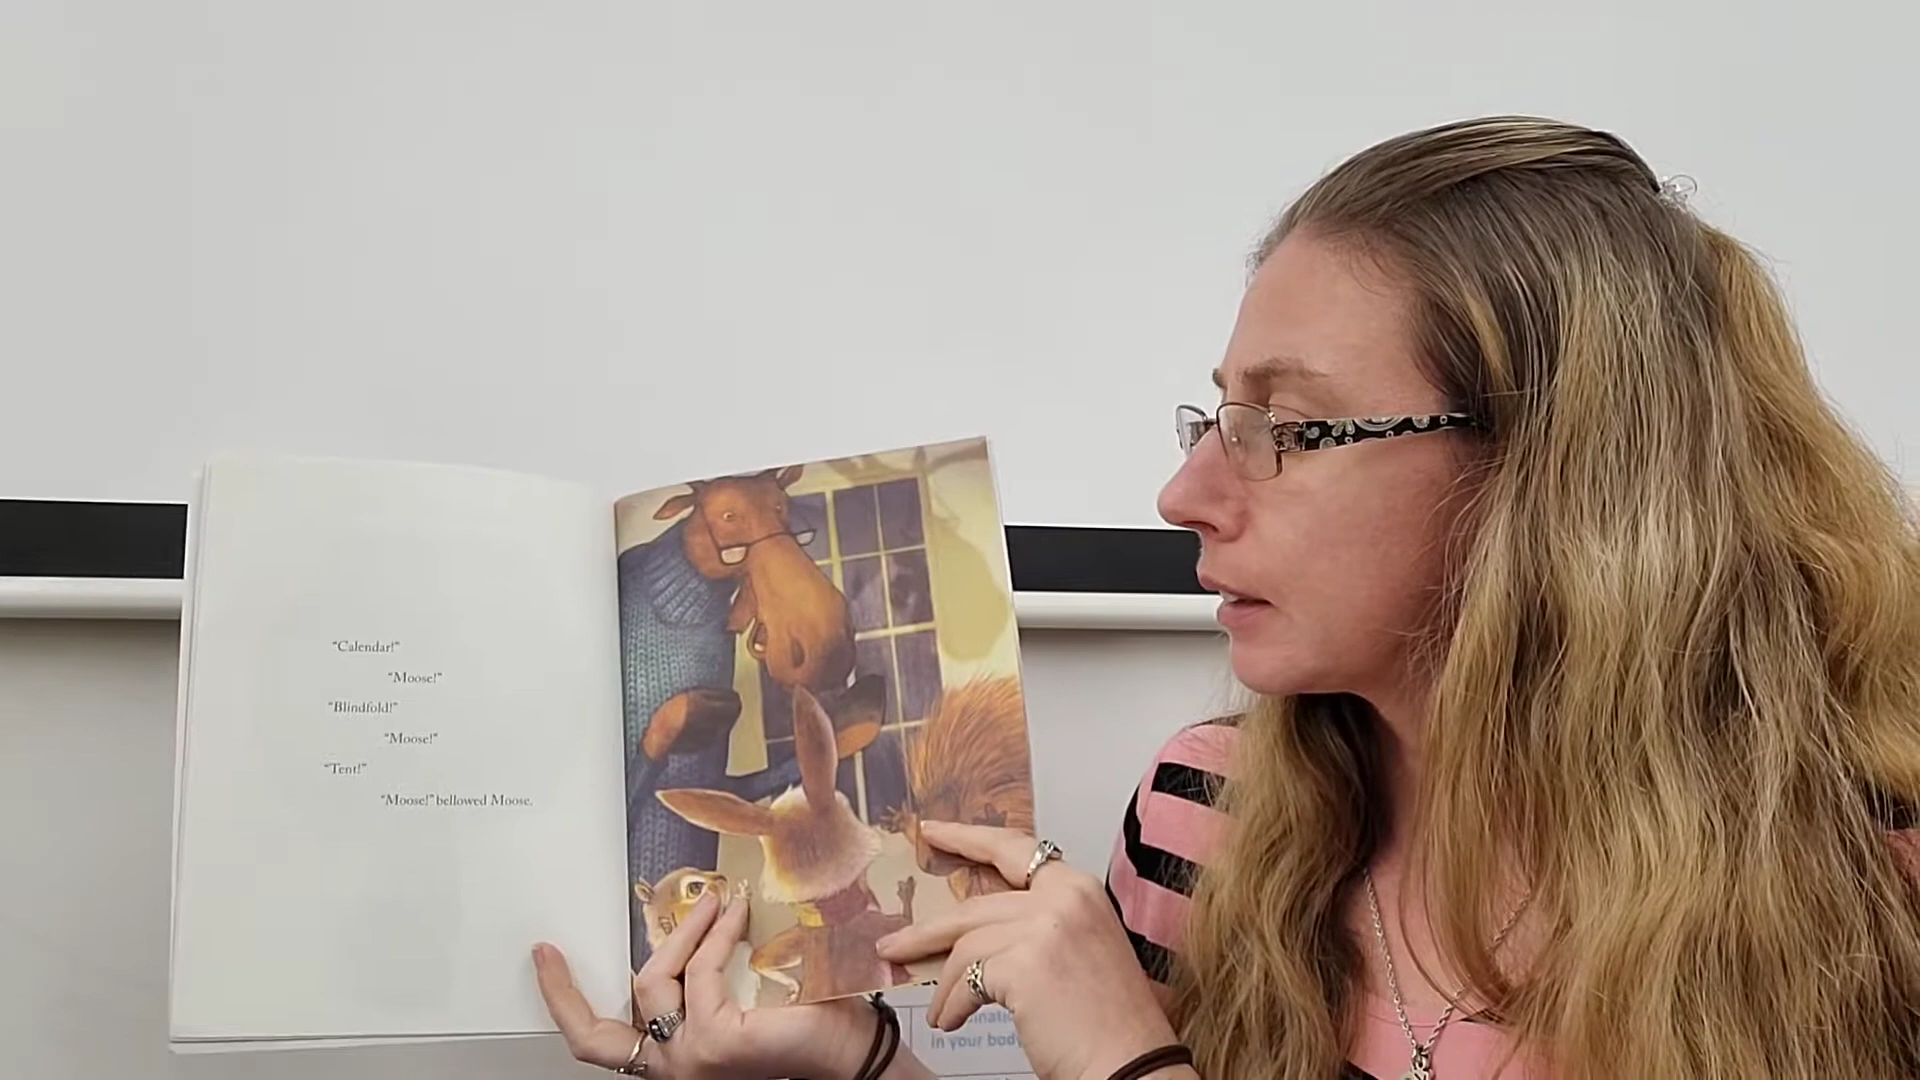 “Calendar!”
“Moose!”
“Blindfold!”
“Moose!”
“Tent!”
“Moose!” bellowed Moose.
in your body